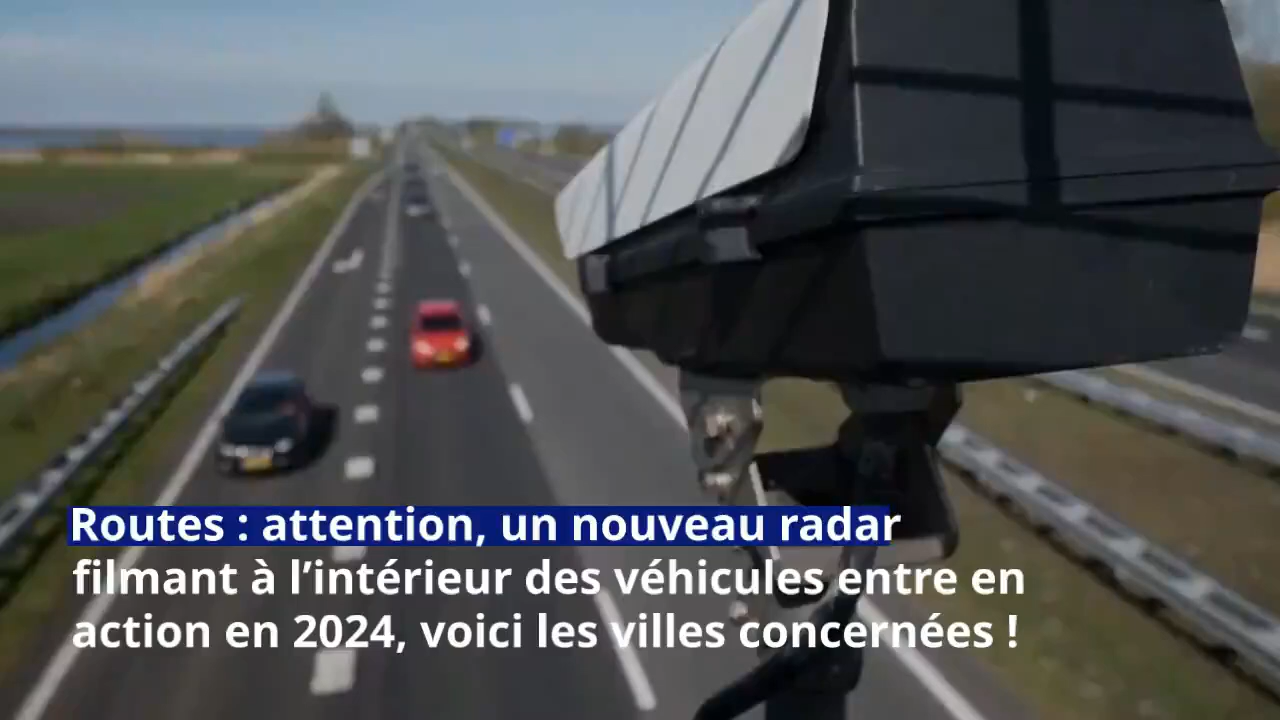 Routes : attention, un nouveau radar
filmant à l’intérieur des véhicules entre en
action en 2024, voici les villes concernées !